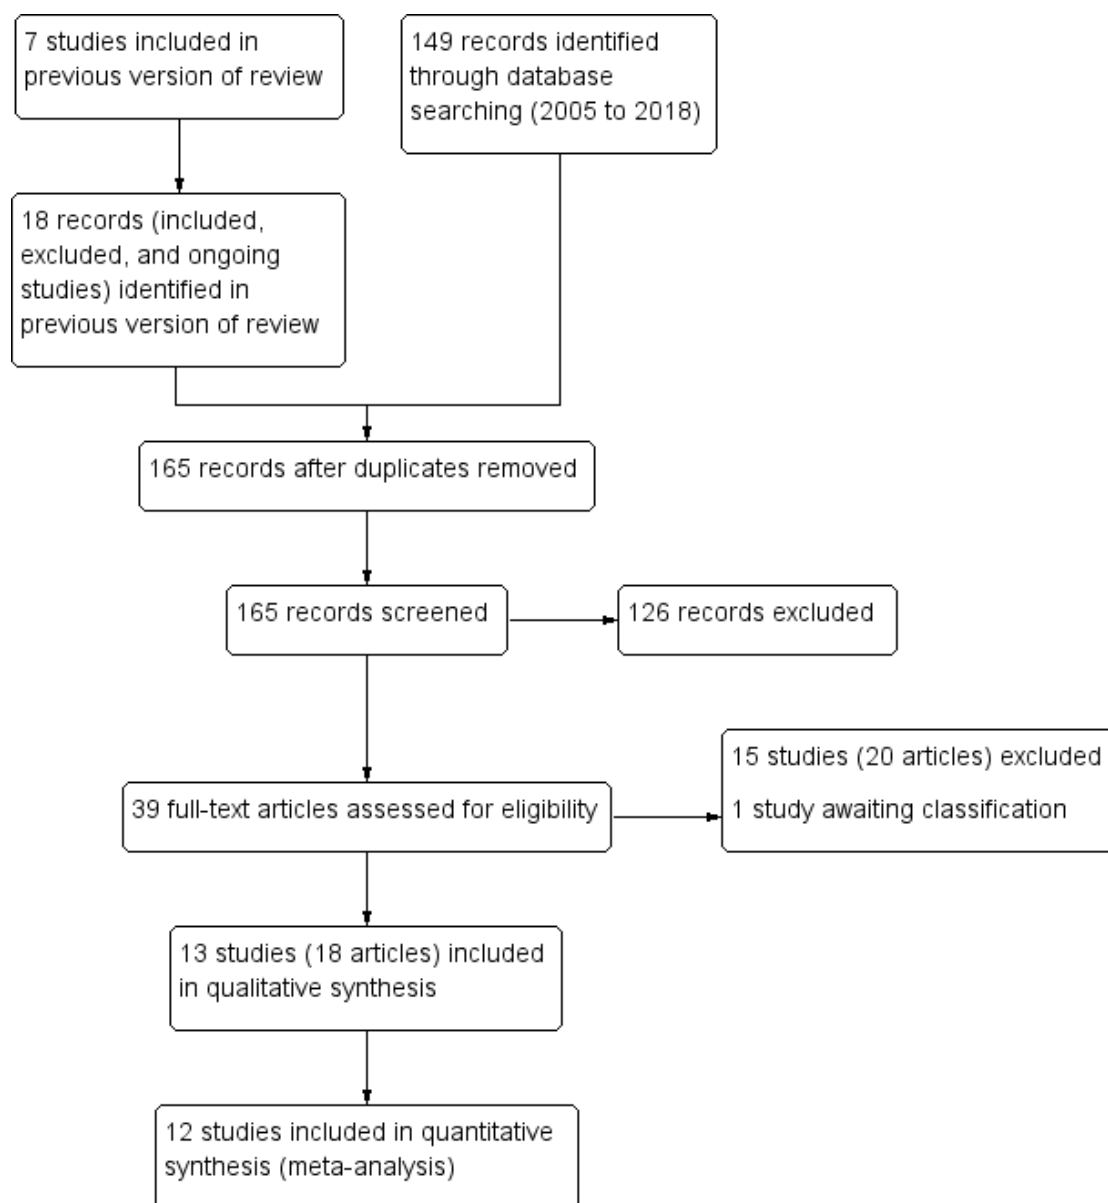 7 studies included in
previous version of review
149 records identified
through database
searching (2005 to 2018)
18 records (included,
excluded, and ongoing
studies) identified in
previous version of review
165 records after duplicates removed
165 records screened
126 records excluded
39 full-text articles assessed for eligibility
15 studies (20 articles) excluded
1 study awaiting classification
13 studies (18 articles) included
in qualitative synthesis
12 studies included in quantitative
synthesis (meta-analysis)